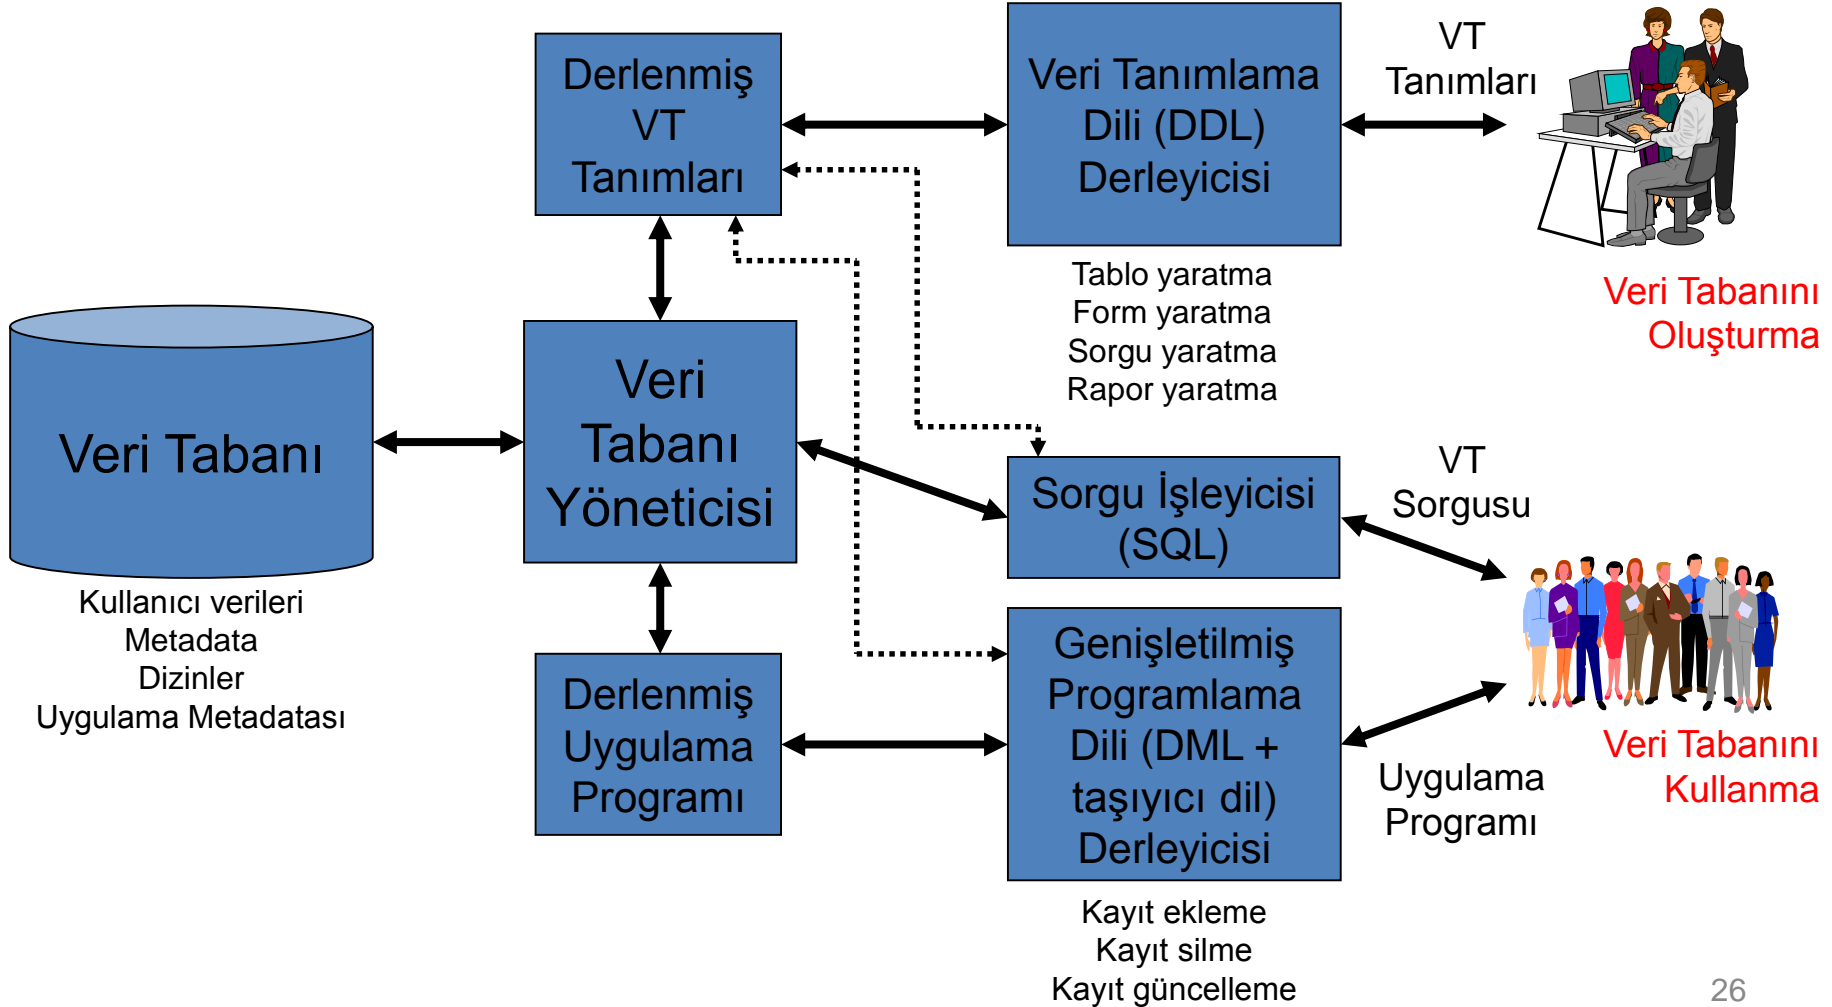 Derlenmiş
VT
Tanımları
Veri Tanımlama
Dili (DDL)
Derleyicisi
VT
Tanımları
Tablo yaratma
Form yaratma
Sorgu yaratma
Rapor yaratma
Veri Tabanını
Oluşturma
Veri Tabanı
Kullanıcı verileri
Metadata
Dizinler
Uygulama Metadatası
Veri
Tabanı
Yöneticisi
Sorgu İşleyicisi
(SQL)
VT
Sorgusu
Derlenmiş
Uygulama
Programı
Genişletilmiş
Programlama
Dili (DML +
taşıyıcı dil)
Derleyicisi
Uygulama
Programı
Veri Tabanını
Kullanma
Kayıt ekleme
Kayıt silme
Kayıt güncelleme
26